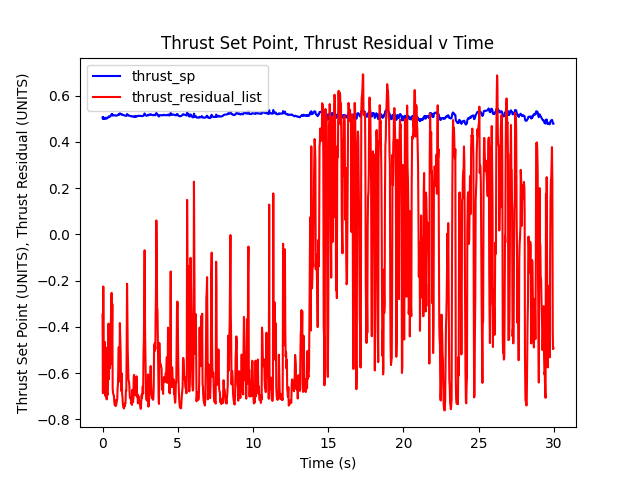 Thrust Set Point, Thrust Residual v Time
thrust_sp
thrust_residual_list
Thrust Set Point (UNITS), Thrust Residual (UNITS)
0.6
0.4
0.2
0.0
−0.2
−0.4
−0.6
−0.8
0 5 10 15 20 25 30
Time (s)